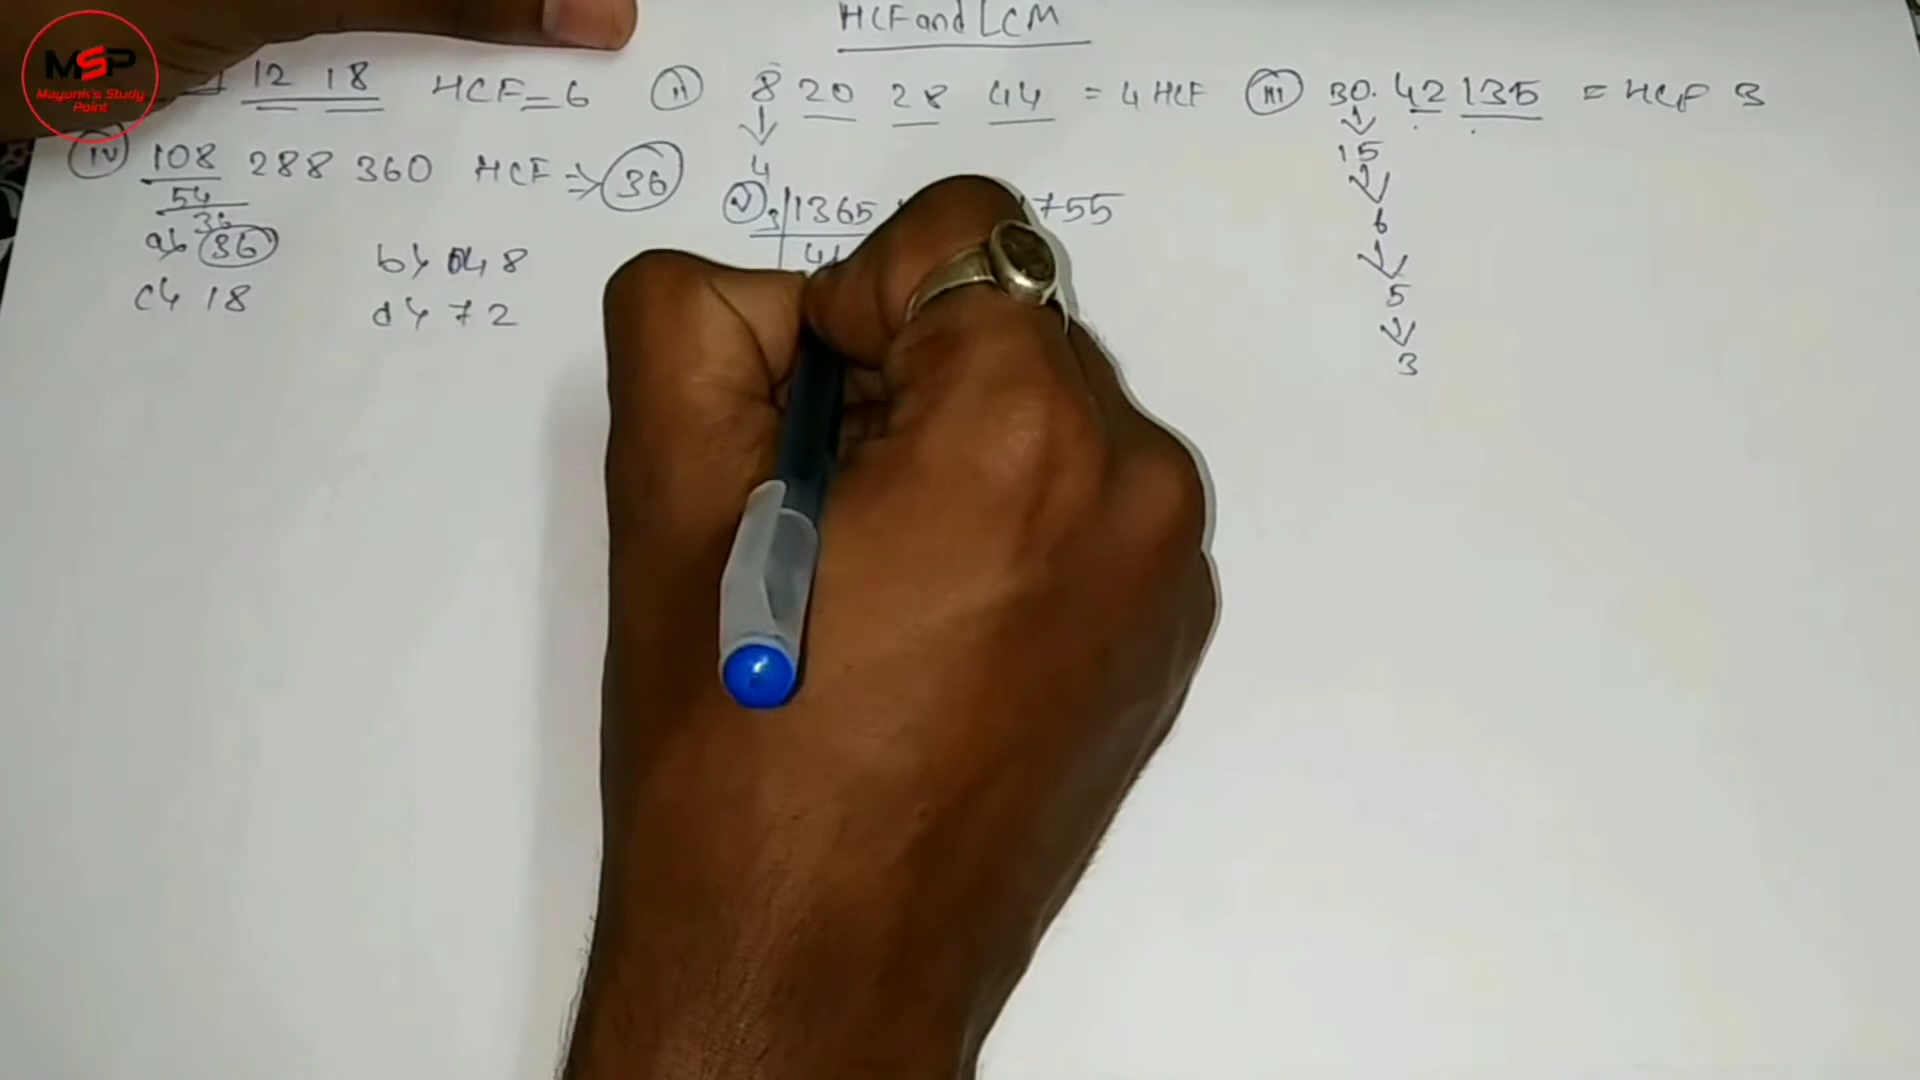 HCF and LCM
MSP
Mayank's Study
Point
12 18 HCF = 6
(II) 8 20 28 44 = 4 HCF
4
(III) 30. 42 135 = HCF 3
15
6
5
3
(IV) 108 288 360 HCF => 36
54
36
a) 36 b) 48
c) 18 d) 72
(V) 3 1365 755